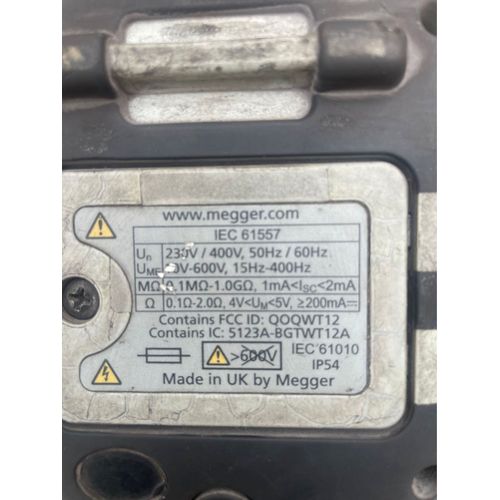 www.megger.com
IEC 61557
Un 230V / 400V, 50Hz / 60Hz
0V-600V, 15Hz-400Hz
MΩ 0.1MΩ-1.0GΩ, 1mA<ISC<2mA
Ω 0.1Ω-2.0Ω, 4V<UM<5V, ≥200mA
Contains FCC ID: QOQWT12
Contains IC: 5123A-BGTWT12A
>600V IEC 61010
IP54
Made in UK by Megger